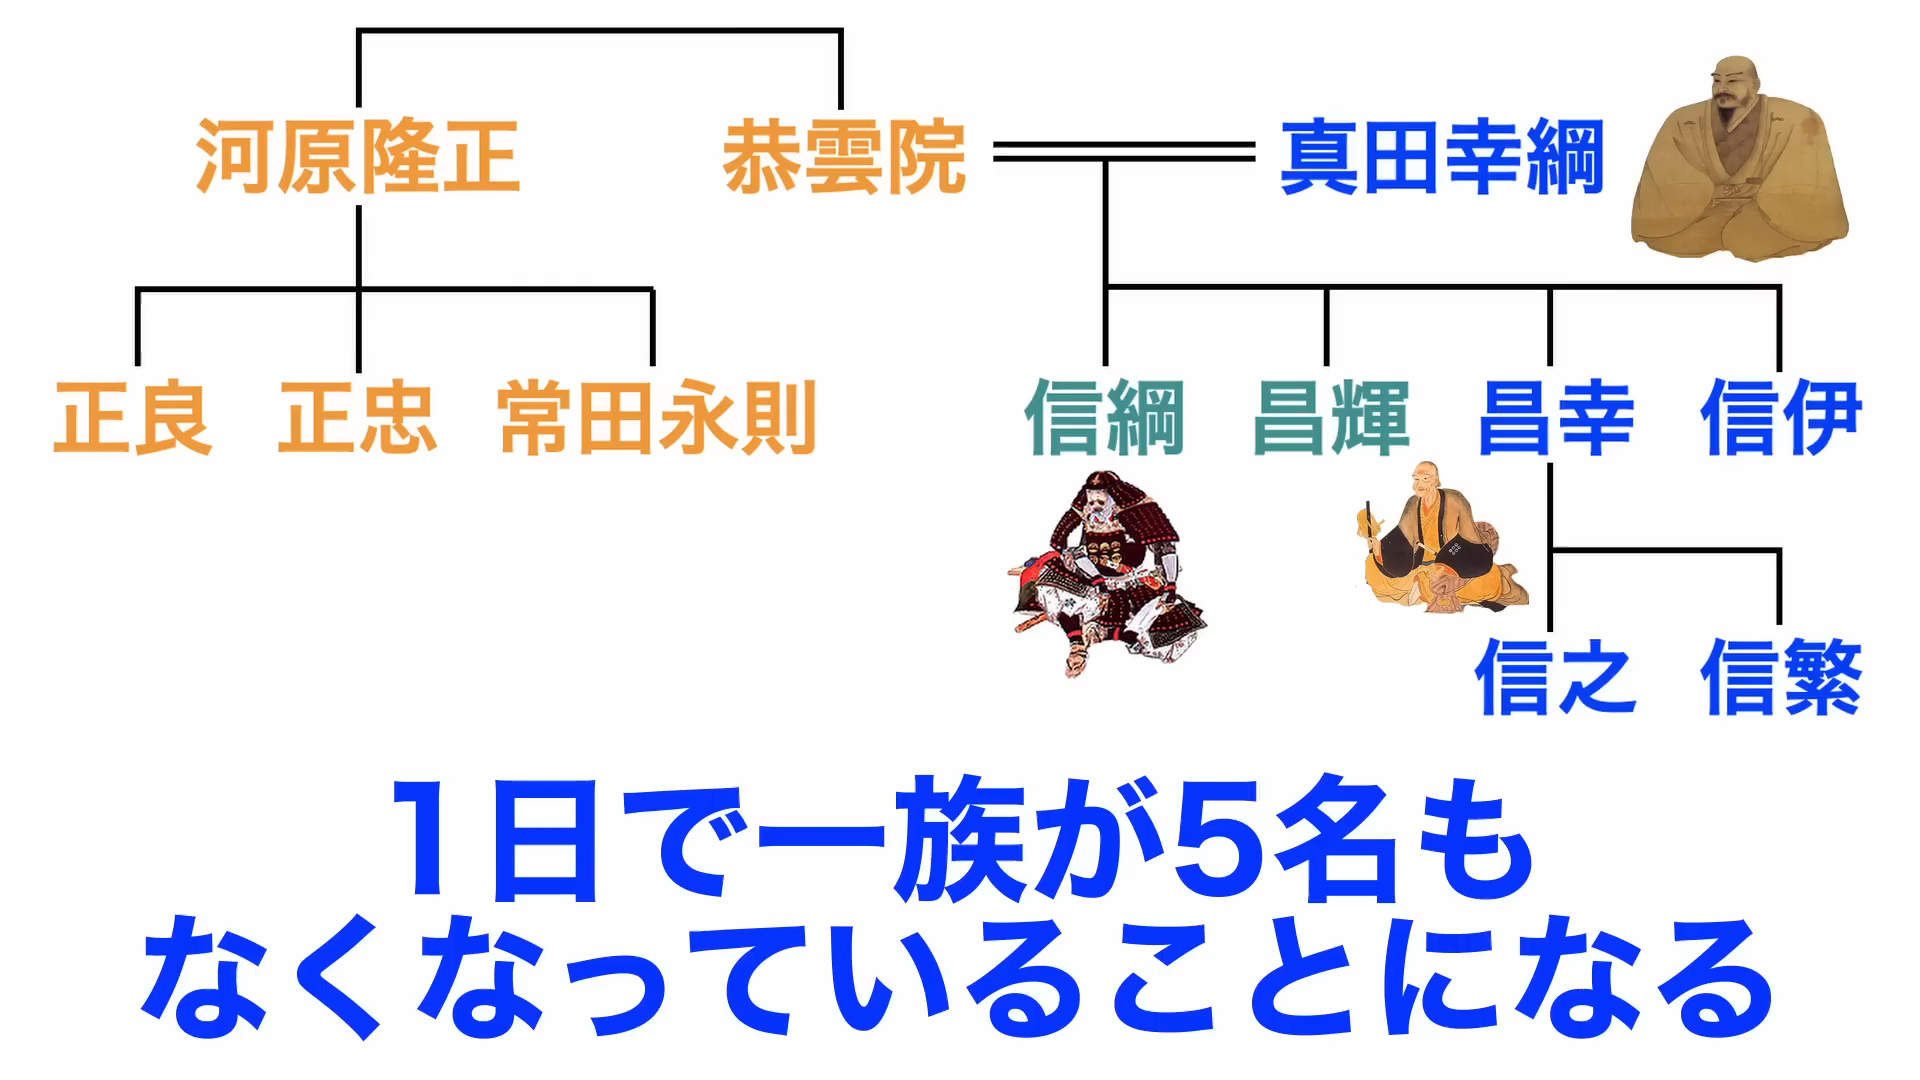 河原隆正 恭雲院 真田幸綱
正良 正忠 常田永則 信綱 昌輝 昌幸 信伊
信之 信繁
1日で一族が5名も
なくなっていることになる